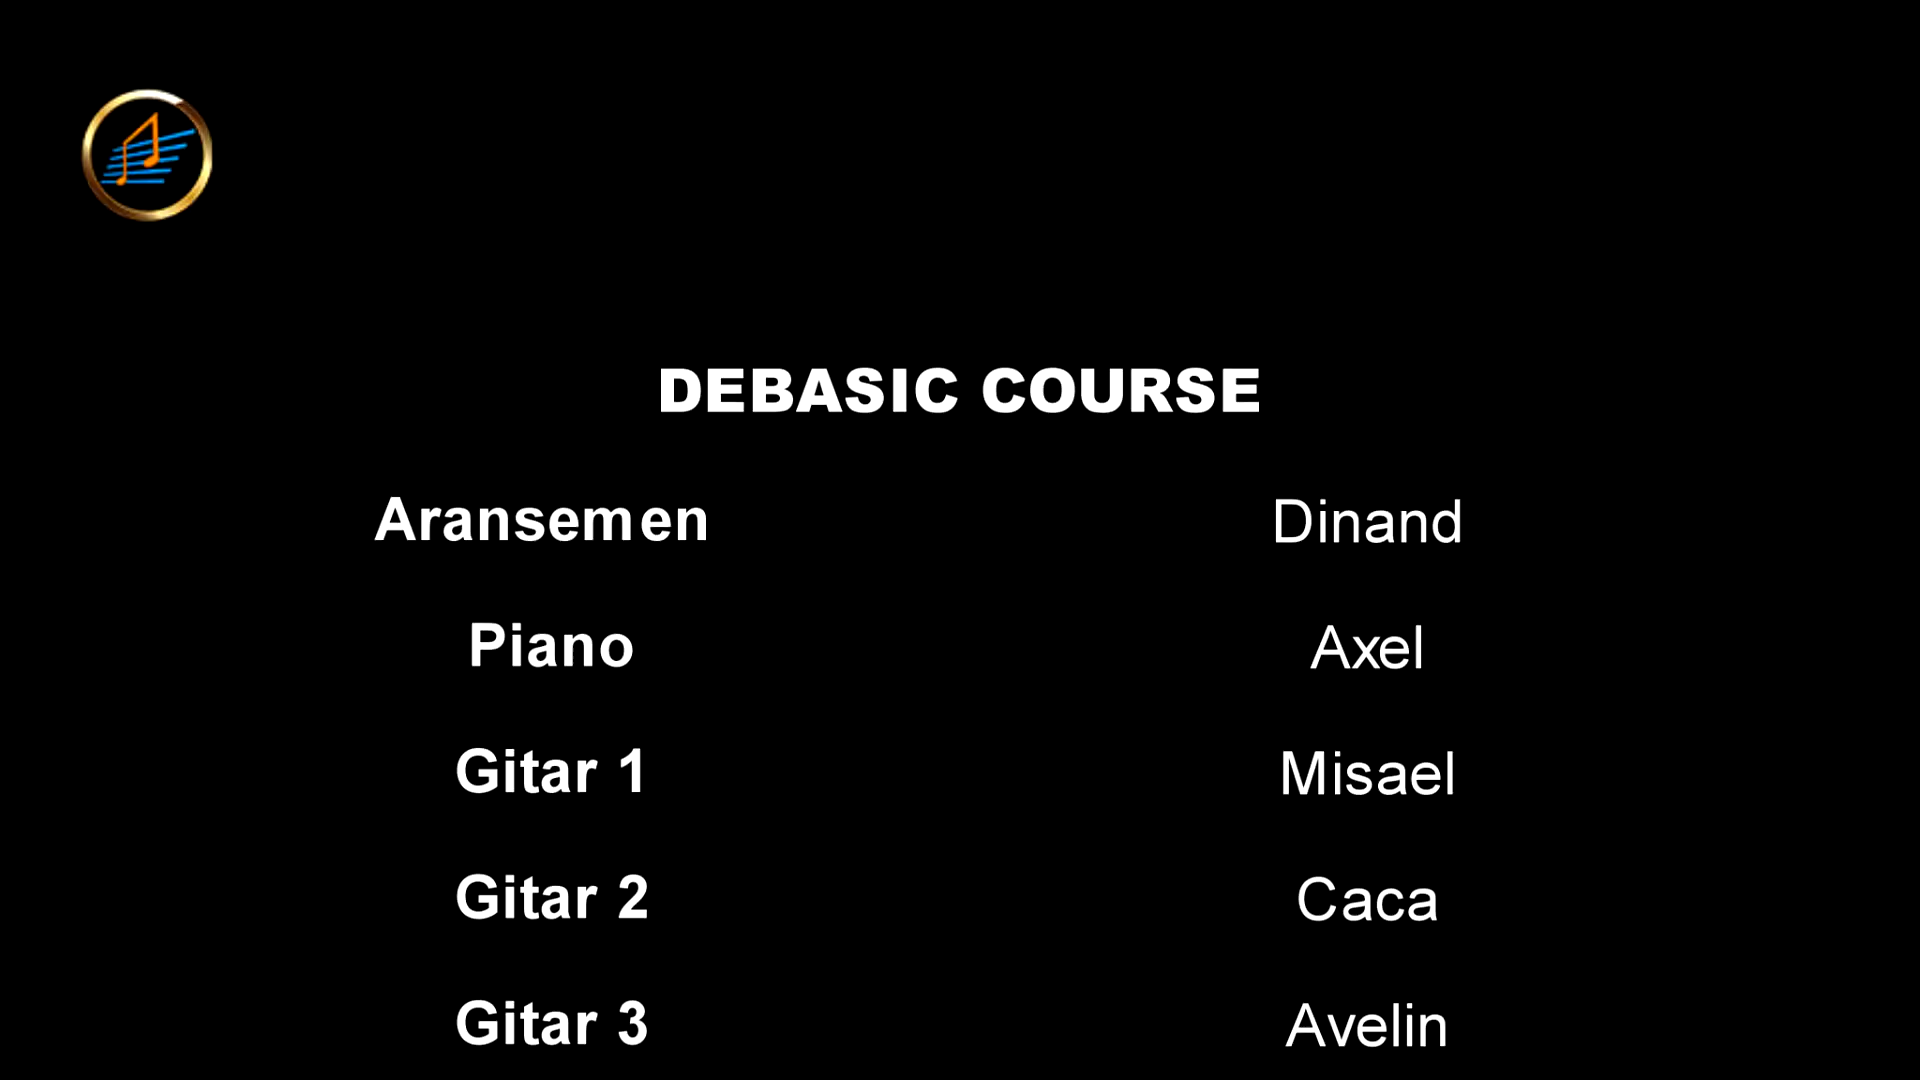 DEBASIC COURSE
Aransemen Dinand
Piano Axel
Gitar 1 Misael
Gitar 2 Caca
Gitar 3 Avelin